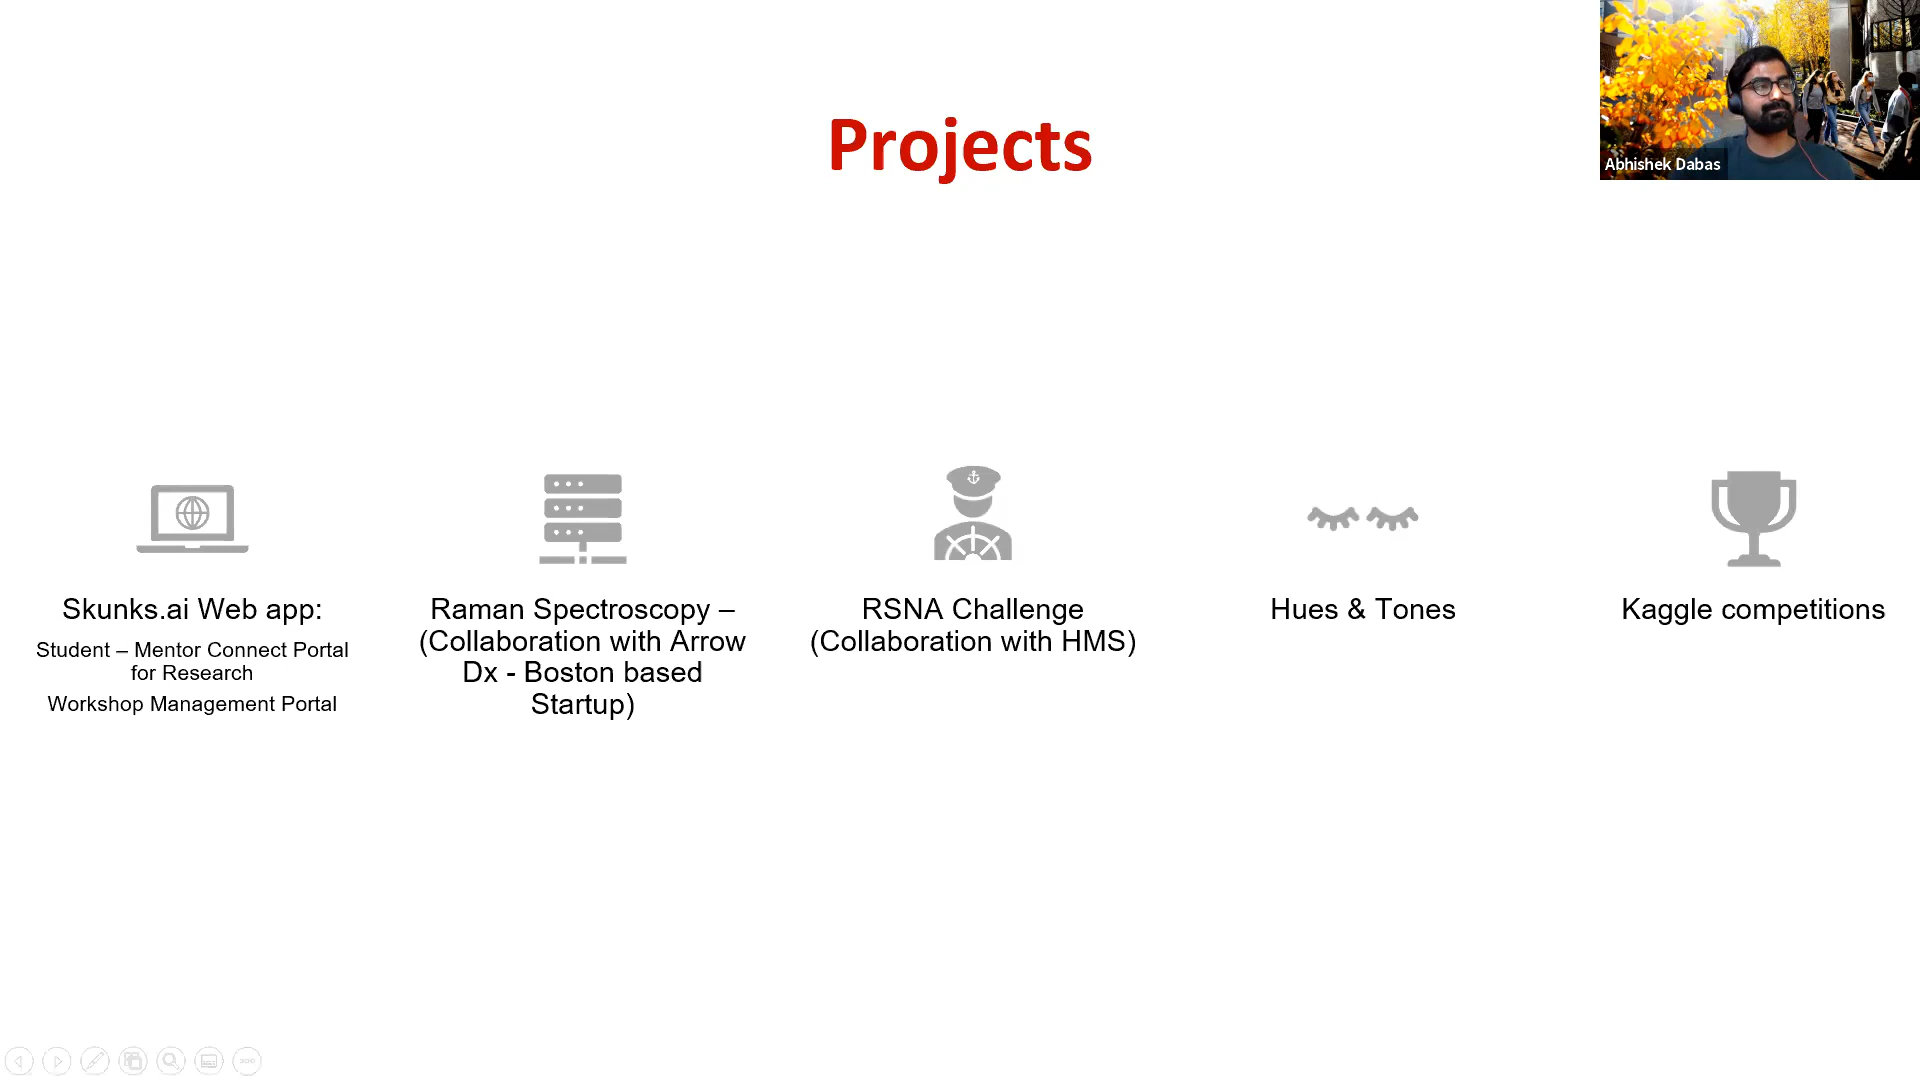 Projects
Abhishek Dabas
Skunks.ai Web app:
Student – Mentor Connect Portal
for Research
Workshop Management Portal
Raman Spectroscopy –
(Collaboration with Arrow
Dx - Boston based
Startup)
RSNA Challenge
(Collaboration with HMS)
Hues & Tones
Kaggle competitions